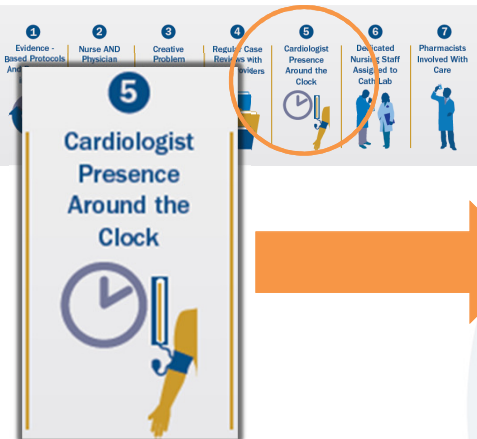 1
Evidence -
Based Protocols
And
2
Nurse AND
Physician
3
Creative
Problem
4
Regular Case
Reviews with
5
Cardiologist
Presence
Around the
Clock
6
Dedicated
Nursing Staff
Assigned to
Cath Lab
7
Pharmacists
Involved With
Care
5
Cardiologist
Presence
Around the
Clock